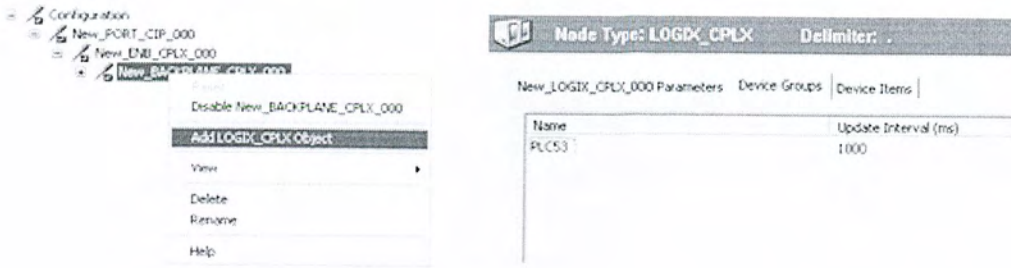 Configuration
New_PORT_CIP_000
New_ENB_CPLX_000
New_BACKPLANE_CPLX_000
Disable New_BACKPLANE_CPLX_000
Add LOGIX_CPLX Object
View
Delete
Rename
Help
Node Type: LOGIX_CPLX Delimiter: .
New_LOGIX_CPLX_000 Parameters Device Groups Device Items
Name Update Interval (ms)
PLC53 1000